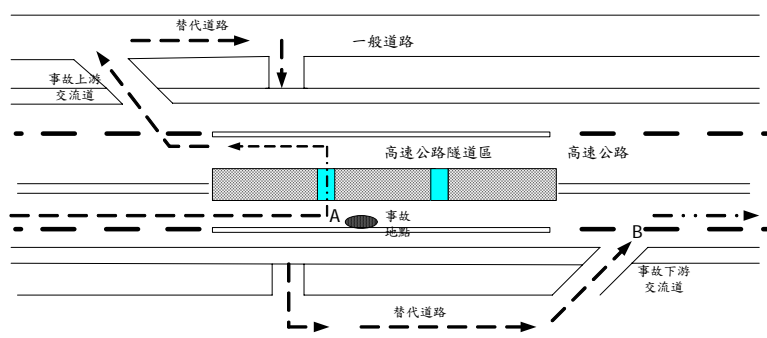 替代道路
一般道路
事故上游
交流道
高速公路隧道區
高速公路
A
事故
地點
B
事故下游
交流道
替代道路